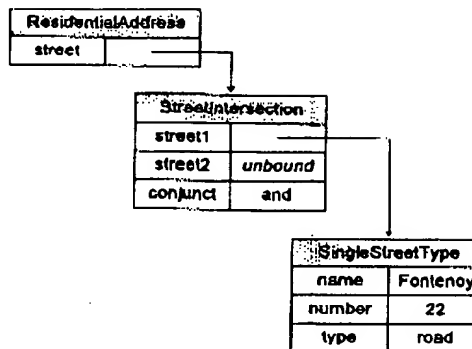 ResidentialAddress
street
StreetIntersection
street1
street2 unbound
conjunct and
SingleStreetType
name Fontenoy
number 22
type road